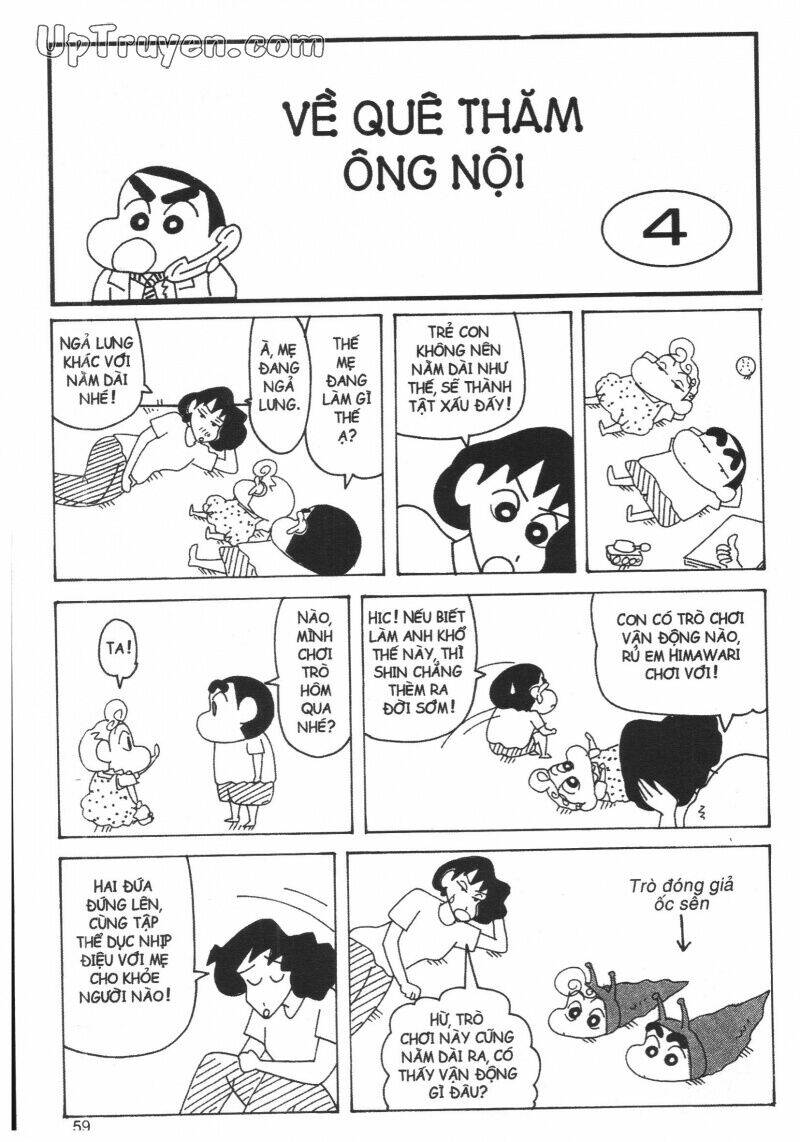 UpTruyen.com
VỀ QUÊ THĂM
ÔNG NỘI
4
NGẢ LƯNG
KHÁC VỚI
NẰM DÀI
NHÉ!
À, MẸ
ĐANG
NGẢ
LƯNG.
THẾ
MẸ
ĐANG
LÀM GÌ
THẾ
Ạ?
TRẺ CON
KHÔNG NÊN
NẰM DÀI NHƯ
THẾ, SẼ THÀNH
TẬT XẤU ĐẤY!
TA!
NÀO,
MÌNH
CHƠI
TRÒ
HÔM
QUA
NHÉ?
HIC! NẾU BIẾT
LÀM ANH KHỔ
THẾ NÀY, THÌ
SHIN CHẲNG
THÈM RA
ĐỜI SỚM!
CON CÓ TRÒ CHƠI
VẬN ĐỘNG NÀO,
RỦ EM HIMAWARI
CHƠI VỚI!
HAI ĐỨA
ĐỨNG LÊN,
CÙNG TẬP
THỂ DỤC NHỊP
ĐIỆU VỚI MẸ
CHO KHỎE
NGƯỜI NÀO!
Trò đóng giả
ốc sên
HỪ, TRÒ
CHƠI NÀY CŨNG
NẰM DÀI RA, CÓ
THẤY VẬN ĐỘNG
GÌ ĐÂU?
59